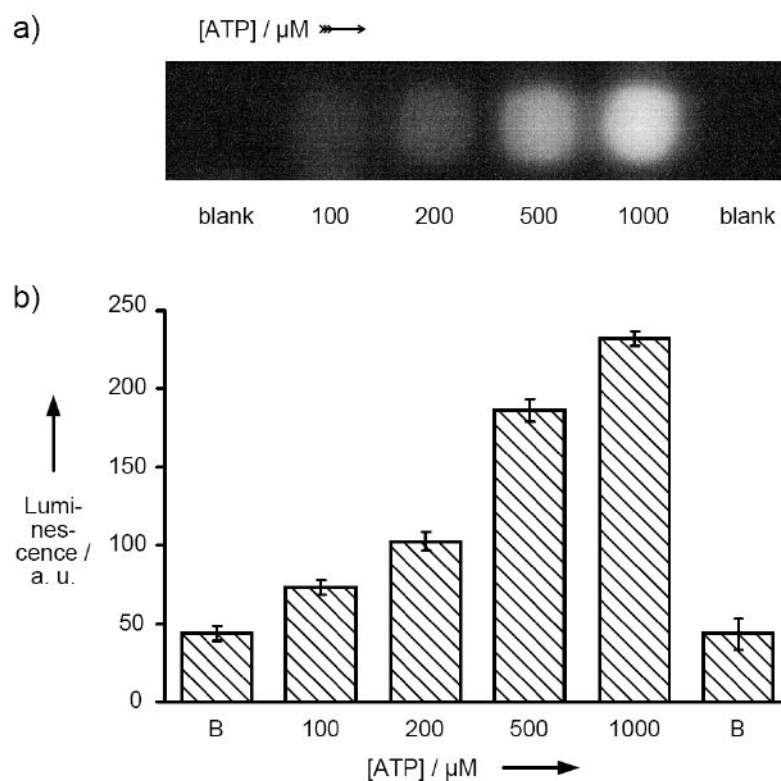 a)
[ATP] / µM
blank 100 200 500 1000 blank
b)
250
200
150
100
50
0
Lumi-
nes-
cence /
a. u.
B 100 200 500 1000 B
[ATP] / µM